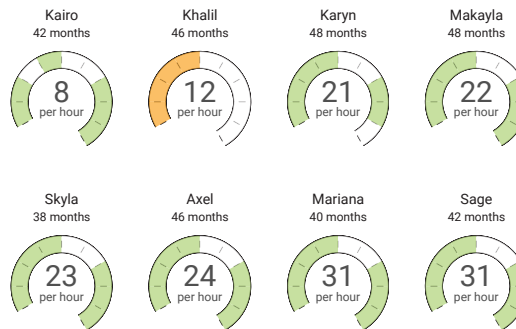 Kairo
42 months
8
per hour
Khalil
46 months
12
per hour
Karyn
48 months
21
per hour
Makayla
48 months
22
per hour
Skyla
38 months
23
per hour
Axel
46 months
24
per hour
Mariana
40 months
31
per hour
Sage
42 months
31
per hour